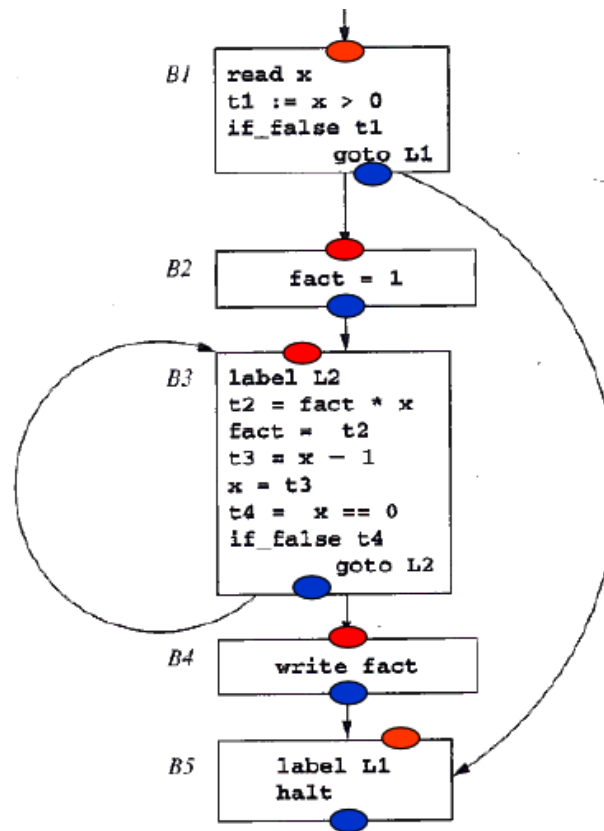 B1
read x
t1 := x > 0
if_false t1
goto L1
B2
fact = 1
B3
label L2
t2 = fact * x
fact = t2
t3 = x - 1
x = t3
t4 = x == 0
if_false t4
goto L2
B4
write fact
B5
label L1
halt